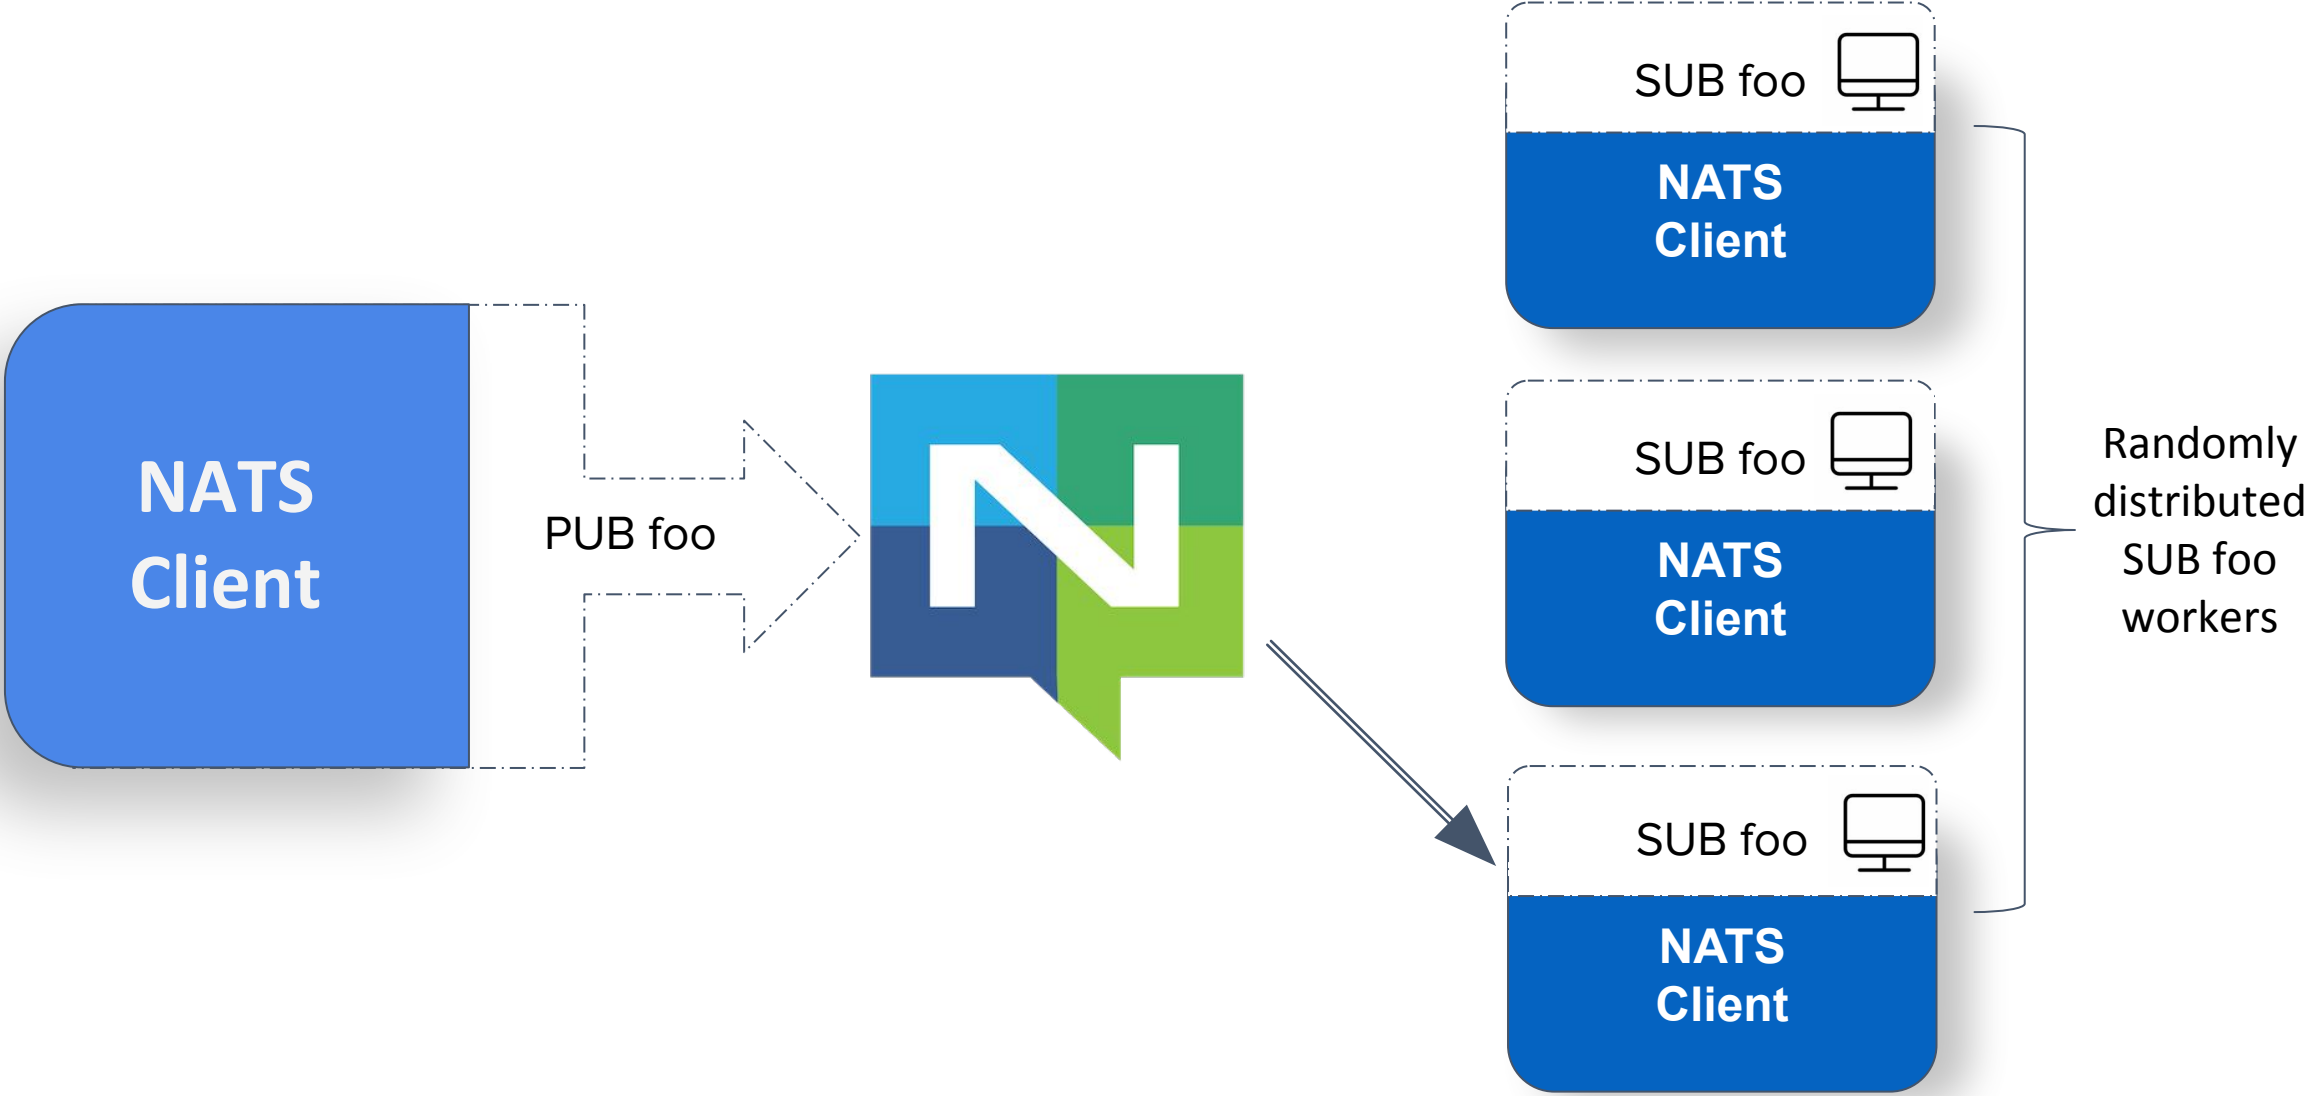 NATS
Client
PUB foo
SUB foo
NATS
Client
SUB foo
NATS
Client
SUB foo
NATS
Client
Randomly
distributed
SUB foo
workers